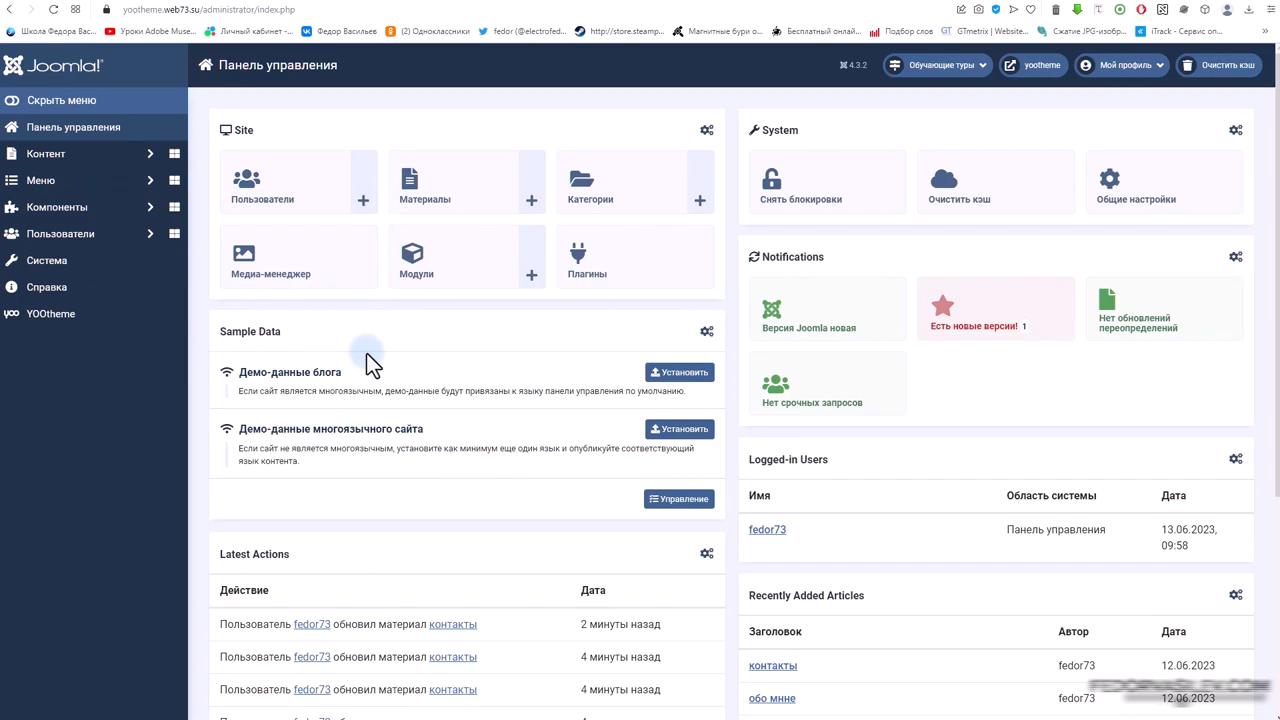 yootheme.web73.su/administrator/index.php
Школа Федора Вас...
Уроки Adobe Muse...
Личный кабинет -...
Федор Васильев
(2) Одноклассники
fedor (@electrofed...
http://store.steamp...
Магнитные бури о...
Бесплатный онлай...
Подбор слов
GTmetrix | Website...
Сжатие JPG-изобр...
iTrack - Сервис оп...
Joomla!
Панель управления
4.3.2
Обучающие туры
yootheme
Мой профиль
Очистить кэш
Скрыть меню
Панель управления
Контент
Меню
Компоненты
Пользователи
Система
Справка
YOOtheme
Site
Пользователи
Материалы
Категории
Медиа-менеджер
Модули
Плагины
Sample Data
Демо-данные блога
Установить
Если сайт является многоязычным, демо-данные будут привязаны к языку панели управления по умолчанию.
Демо-данные многоязычного сайта
Установить
Если сайт не является многоязычным, установите как минимум еще один язык и опубликуйте соответствующий
язык контента.
Управление
Latest Actions
Действие Дата
Пользователь fedor73 обновил материал контакты 2 минуты назад
Пользователь fedor73 обновил материал контакты 4 минуты назад
Пользователь fedor73 обновил материал контакты 4 минуты назад
System
Снять блокировки
Очистить кэш
Общие настройки
Notifications
Версия Joomla новая
Есть новые версии! 1
Нет обновлений
переопределений
Нет срочных запросов
Logged-in Users
Имя Область системы Дата
fedor73 Панель управления 13.06.2023,
09:58
Recently Added Articles
Заголовок Автор Дата
контакты fedor73 12.06.2023
обо мнне fedor73 12.06.2023